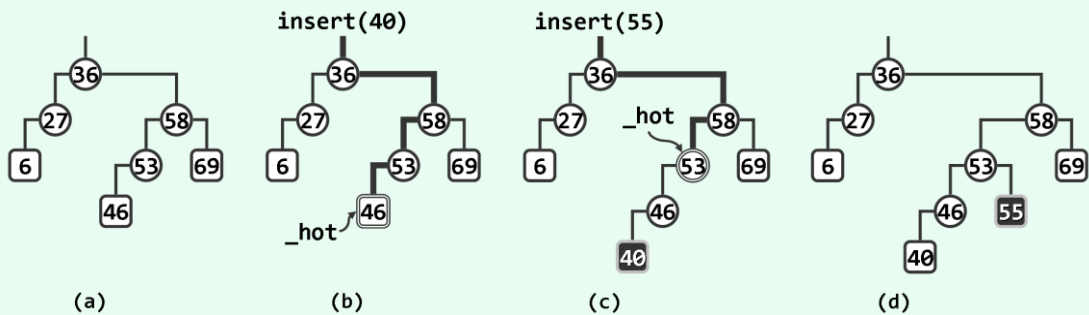 insert(40) insert(55)
36 36 36 36
_hot
27 58 27 58 27 58 27 58
6 53 69 6 53 69 6 53 69 6 53 69
46 46 46 46 55
_hot
40 40
(a) (b) (c) (d)